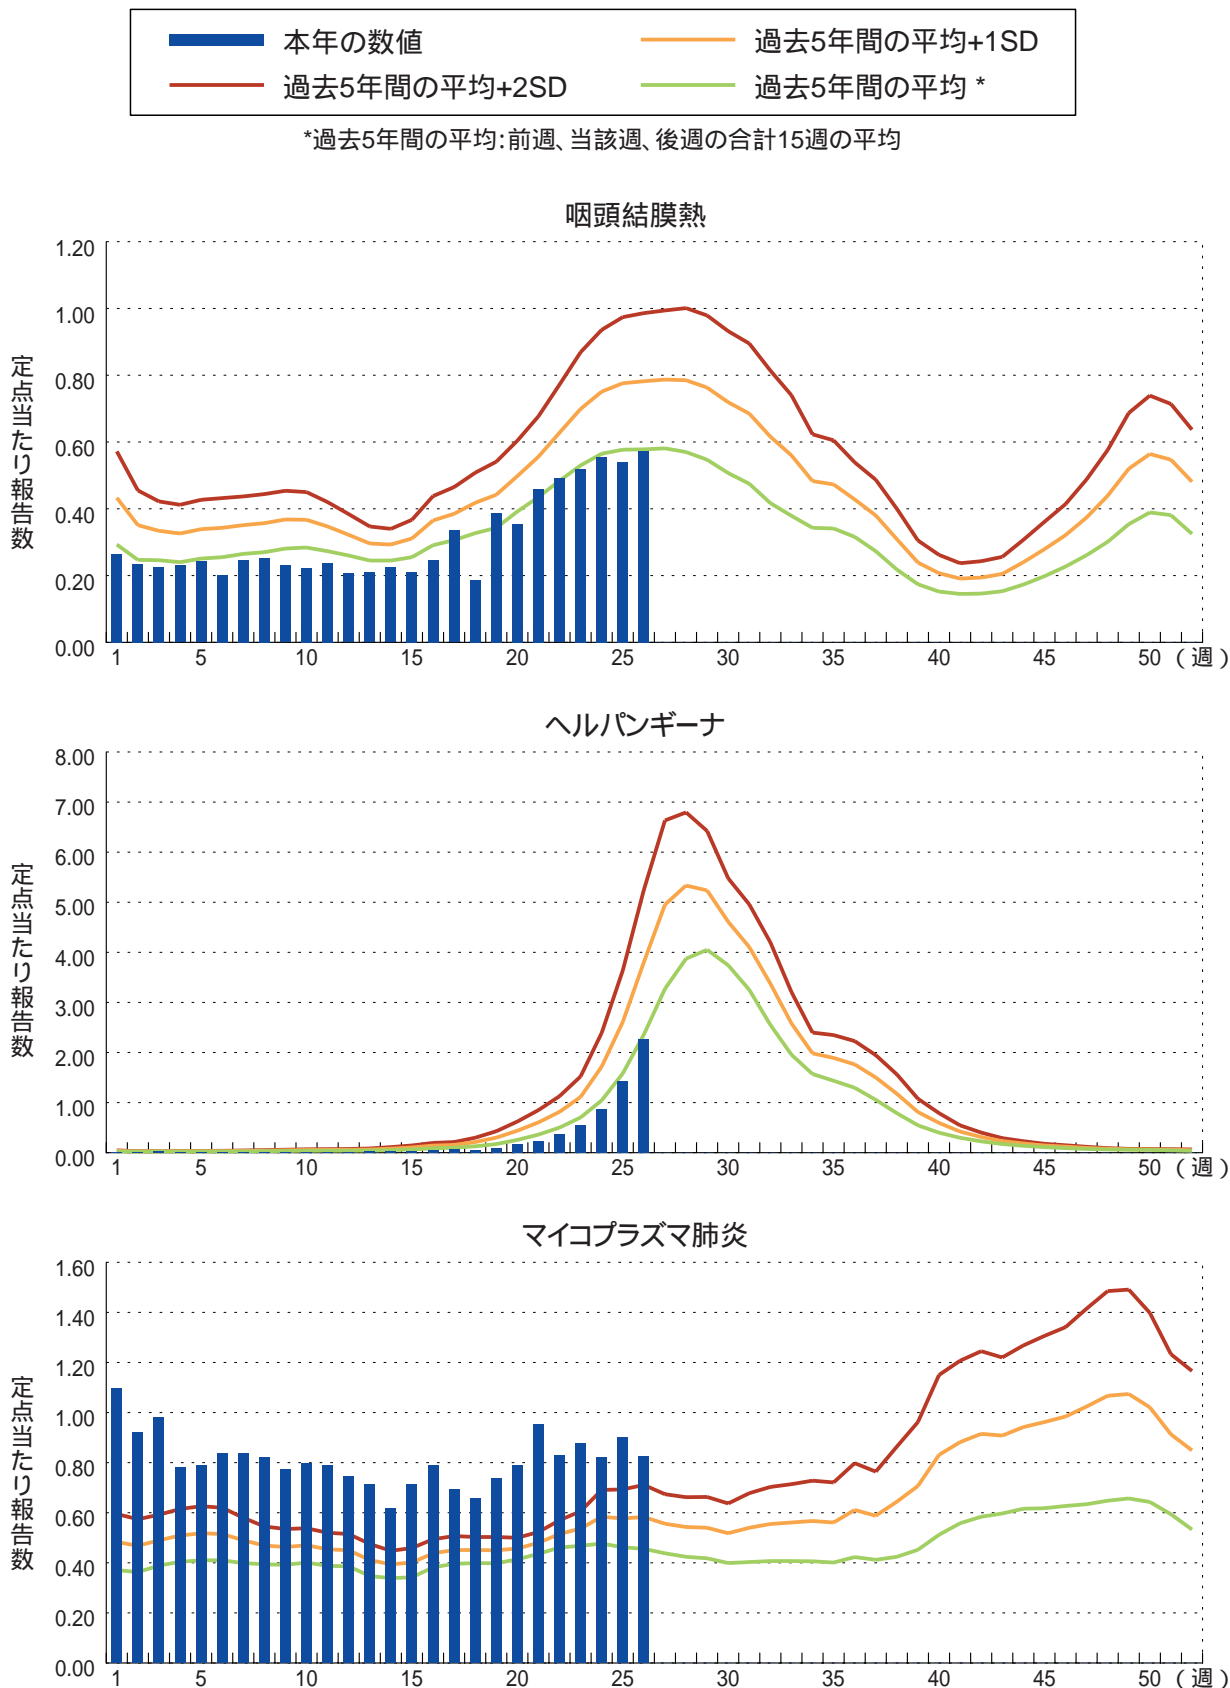 本年の数値
過去5年間の平均+1SD
過去5年間の平均+2SD
過去5年間の平均 *
*過去5年間の平均:前週、当該週、後週の合計15週の平均
咽頭結膜熱
定点当たり報告数
1.20
1.00
0.80
0.60
0.40
0.20
0.00
1 5 10 15 20 25 30 35 40 45 50 (週)
ヘルパンギーナ
定点当たり報告数
8.00
7.00
6.00
5.00
4.00
3.00
2.00
1.00
0.00
1 5 10 15 20 25 30 35 40 45 50 (週)
マイコプラズマ肺炎
定点当たり報告数
1.60
1.40
1.20
1.00
0.80
0.60
0.40
0.20
0.00
1 5 10 15 20 25 30 35 40 45 50 (週)